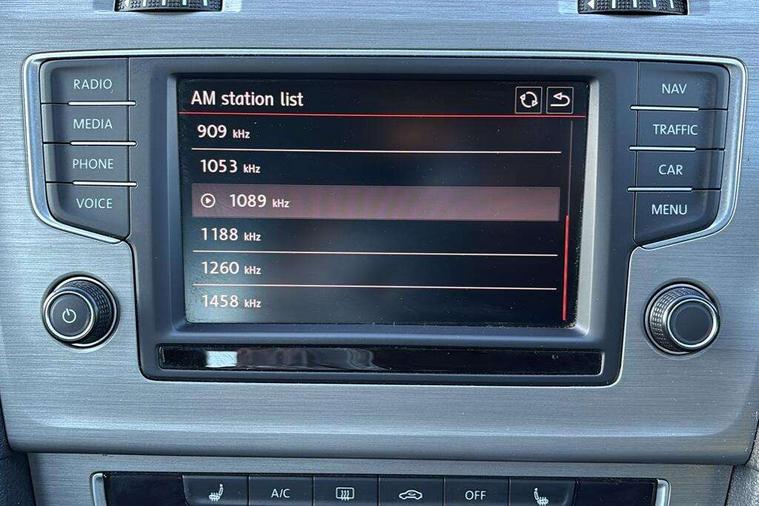 AM station list
909 kHz
1053 kHz
1089 kHz
1188 kHz
1260 kHz
1458 kHz
RADIO
MEDIA
PHONE
VOICE
NAV
TRAFFIC
CAR
MENU
A/C
OFF